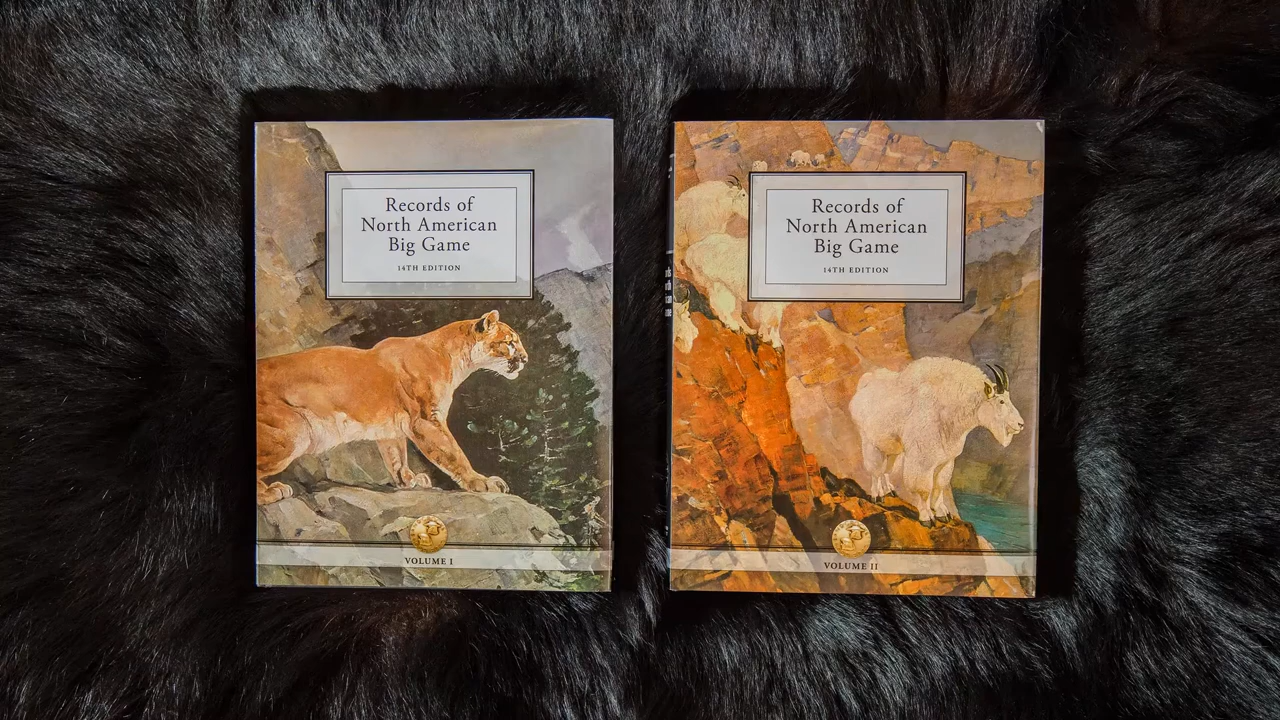 Records of
North American
Big Game
14TH EDITION
VOLUME I
Records of
North American
Big Game
14TH EDITION
VOLUME II